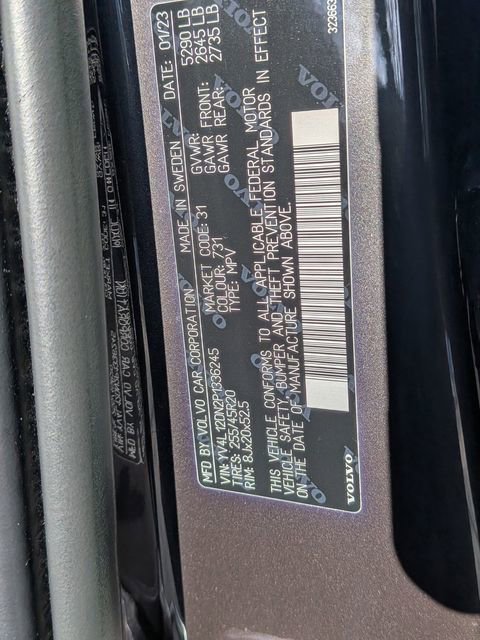 MFD BY VOLVO CAR CORPORATION MADE IN SWEDEN DATE: 01/23
VIN: YV4L12DN2P1936245 GVWR: 5290 LB
TIRES: 255/45R20 MARKET CODE: 31 GAWR FRONT: 2645 LB
RIM: 8Jx20x52.5 COLOUR: 731 GAWR REAR: 2735 LB
TYPE: MPV
THIS VEHICLE CONFORMS TO ALL APPLICABLE FEDERAL MOTOR
VEHICLE SAFETY, BUMPER AND THEFT PREVENTION STANDARDS IN EFFECT
ON THE DATE OF MANUFACTURE SHOWN ABOVE.
VOLVO